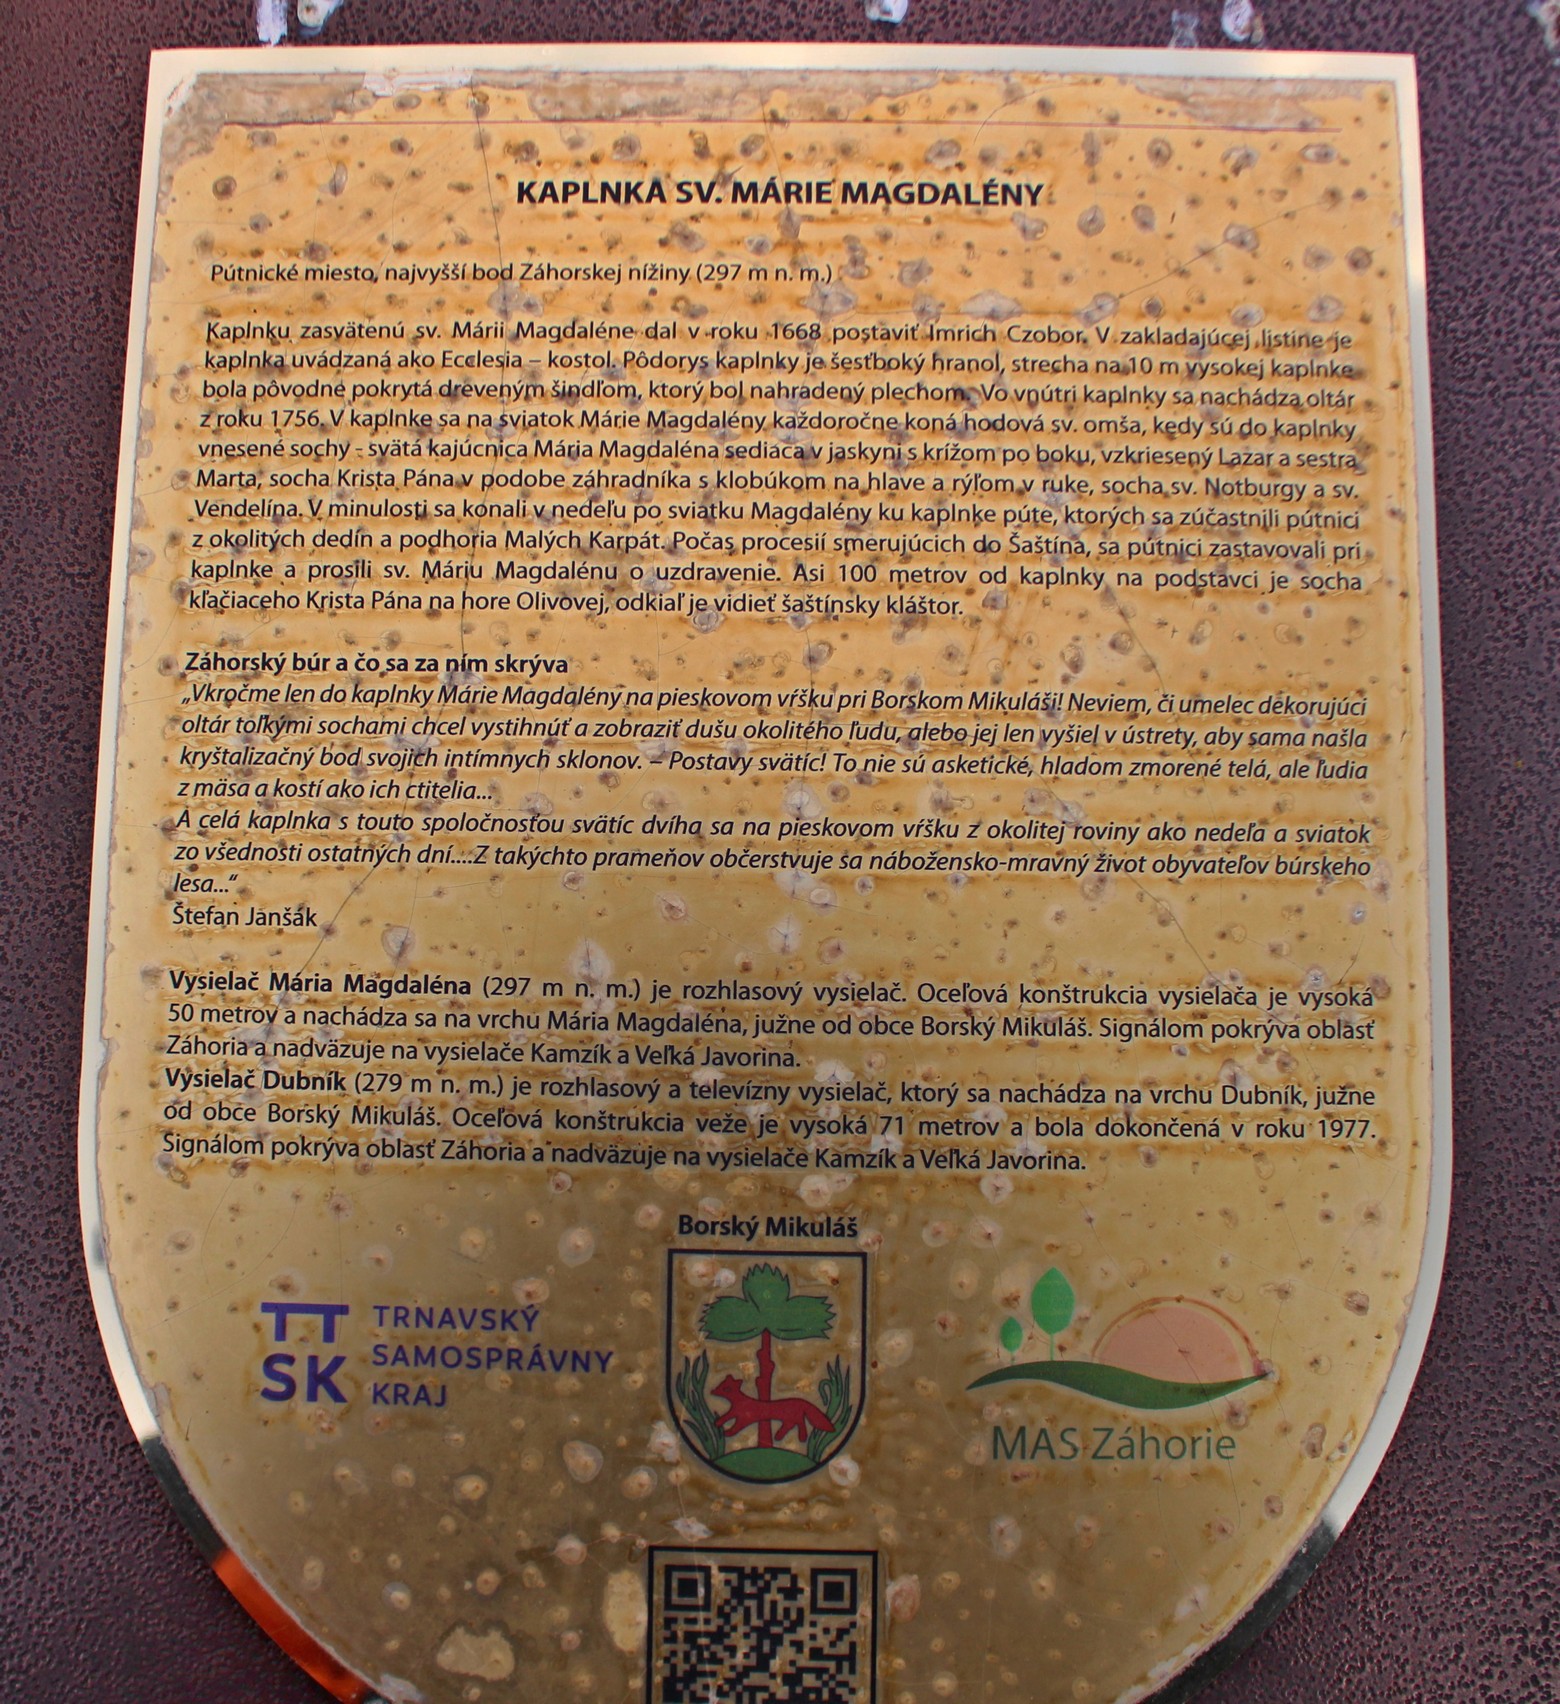 KAPLNKA SV. MÁRIE MAGDALÉNY
Pútnické miesto, najvyšší bod Záhorskej nížiny (297 m n. m.)
Kaplnku zasvätenú sv. Márii Magdaléne dal v roku 1668 postaviť Imrich Czobor. V zakladajúcej listine je
kaplnka uvádzaná ako Ecclesia – kostol. Pôdorys kaplnky je šesťboký hranol, strecha na 10 m vysokej kaplnke
bola pôvodne pokrytá dreveným šindľom, ktorý bol nahradený plechom. Vo vnútri kaplnky sa nachádza oltár
z roku 1756. V kaplnke sa na sviatok Márie Magdalény každoročne koná hodová sv. omša, kedy sú do kaplnky
vnesené sochy - svätá kajúcnica Mária Magdaléna sediaca v jaskyni s krížom po boku, vzkriesený Lazar a sestra
Marta, socha Krista Pána v podobe záhradníka s klobúkom na hlave a rýľom v ruke, socha sv. Notburgy a sv.
Vendelína. V minulosti sa konali v nedeľu po sviatku Magdalény ku kaplnke púte, ktorých sa zúčastnili pútnici
z okolitých dedín a podhoria Malých Karpát. Počas procesií smerujúcich do Šaštína, sa pútnici zastavovali pri
kaplnke a prosili sv. Máriu Magdalénu o uzdravenie. Asi 100 metrov od kaplnky na podstavci je socha
kľačiaceho Krista Pána na hore Olivovej, odkiaľ je vidieť šaštínsky kláštor.
Záhorský búr a čo sa za ním skrýva
„Vkročme len do kaplnky Márie Magdalény na pieskovom vŕšku pri Borskom Mikuláši! Neviem, či umelec dekorujúci
oltár toľkými sochami chcel vystihnúť a zobraziť dušu okolitého ľudu, alebo jej len vyšiel v ústrety, aby sama našla
kryštalizačný bod svojich intímnych sklonov. – Postavy svätíc! To nie sú asketické, hladom zmorené telá, ale ľudia
z mäsa a kostí ako ich ctitelia...
A celá kaplnka s touto spoločnosťou svätíc dvíha sa na pieskovom vŕšku z okolitej roviny ako nedeľa a sviatok
zo všednosti ostatných dní....Z takýchto prameňov občerstvuje sa nábožensko-mravný život obyvateľov búrskeho
lesa...“
Štefan Janšák
Vysielač Mária Magdaléna (297 m n. m.) je rozhlasový vysielač. Oceľová konštrukcia vysielača je vysoká
50 metrov a nachádza sa na vrchu Mária Magdaléna, južne od obce Borský Mikuláš. Signálom pokrýva oblasť
Záhoria a nadväzuje na vysielače Kamzík a Veľká Javorina.
Vysielač Dubník (279 m n. m.) je rozhlasový a televízny vysielač, ktorý sa nachádza na vrchu Dubník, južne
od obce Borský Mikuláš. Oceľová konštrukcia veže je vysoká 71 metrov a bola dokončená v roku 1977.
Signálom pokrýva oblasť Záhoria a nadväzuje na vysielače Kamzík a Veľká Javorina.
Borský Mikuláš
TT
SK
TRNAVSKÝ
SAMOSPRÁVNY
KRAJ
MAS Záhorie